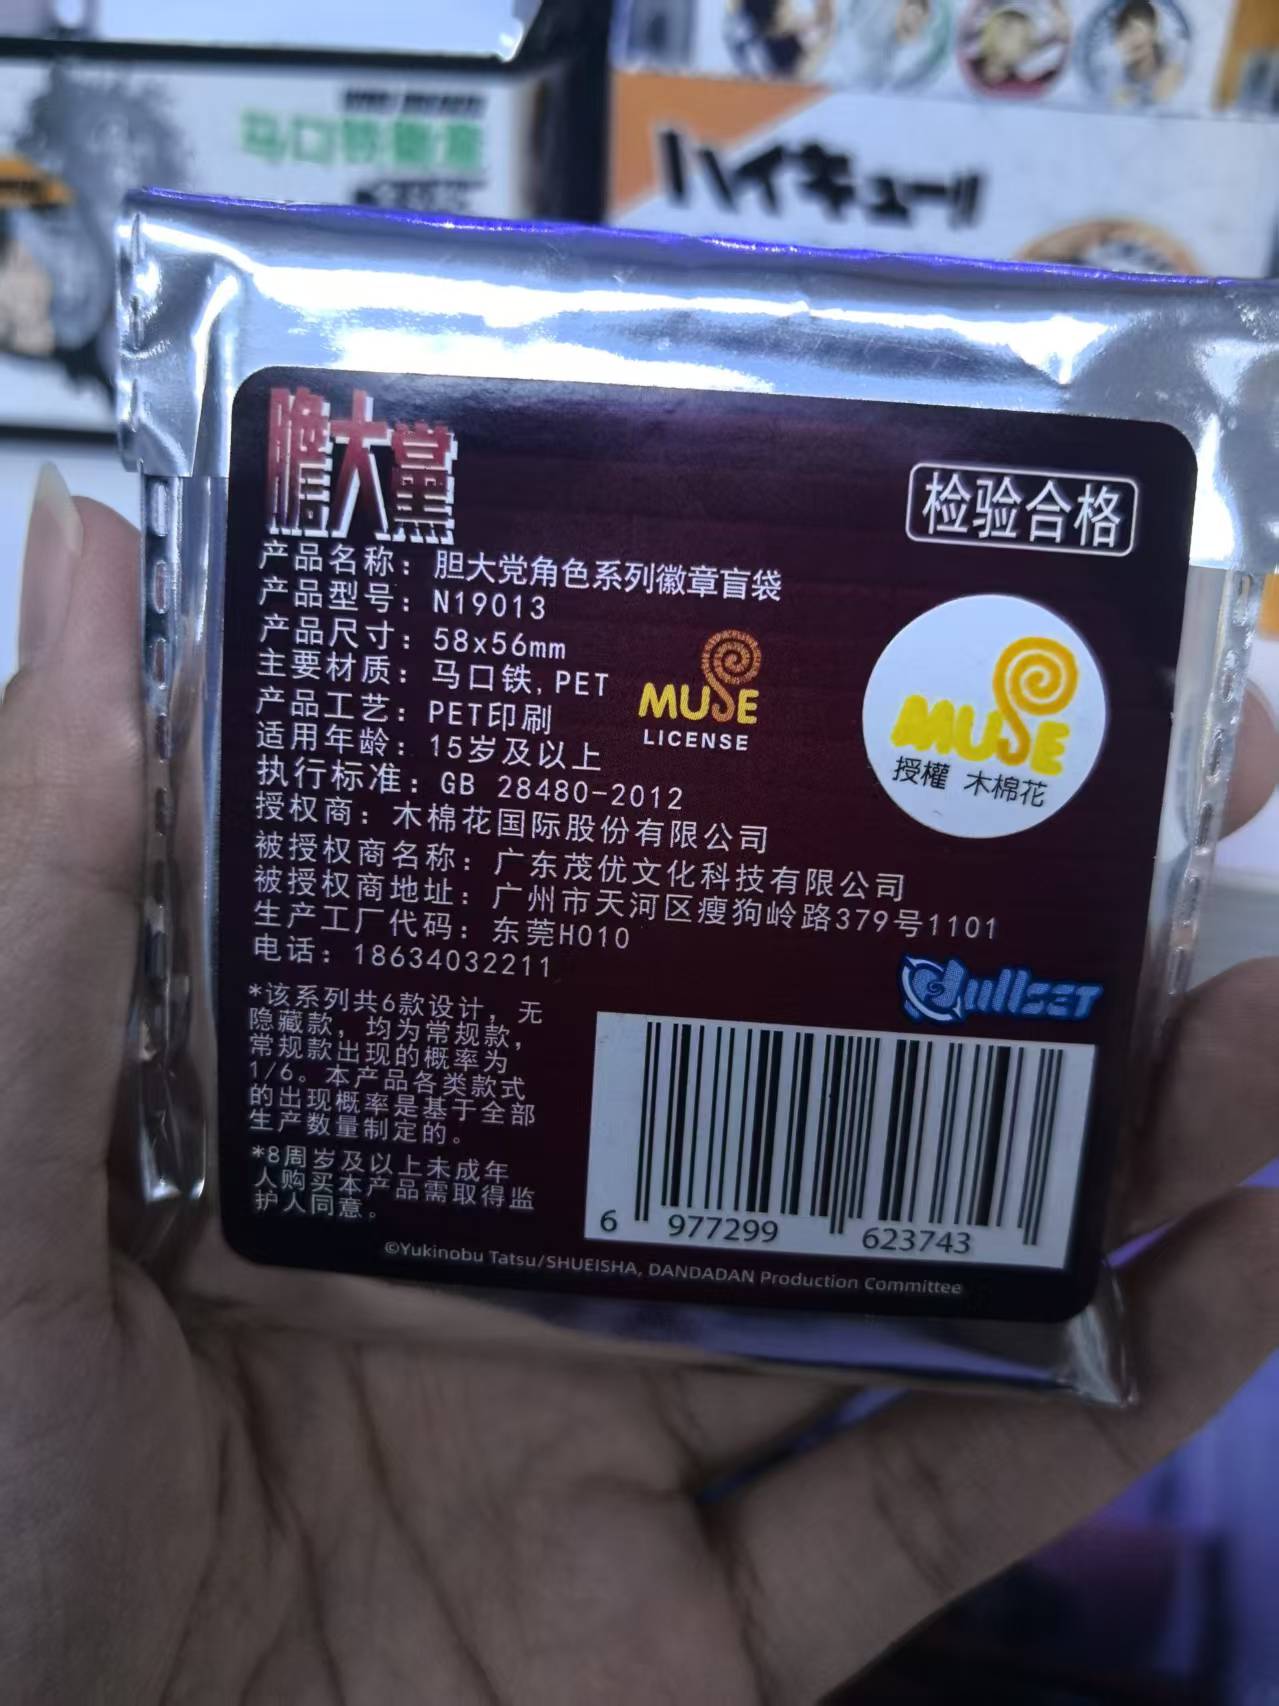 马口铁徽章
ハイキュー!!
膽大黨
检验合格
产品名称：胆大党角色系列徽章盲袋
产品型号：N19013
产品尺寸：58x56mm
主要材质：马口铁,PET
产品工艺：PET印刷
适用年龄：15岁及以上
执行标准：GB 28480-2012
授权商：木棉花国际股份有限公司
被授权商名称：广东茂优文化科技有限公司
被授权商地址：广州市天河区瘦狗岭路379号1101
生产工厂代码：东莞H010
电话：18634032211
MUSE
LICENSE
MUSE
授權 木棉花
*该系列共6款设计，无
隐藏款，均为常规款，
常规款出现的概率为
1/6。本产品各类款式
的出现概率是基于全部
生产数量制定的。
*8周岁及以上未成年
人购买本产品需取得监
护人同意。
6 977299 623743
©Yukinobu Tatsu/SHUEISHA, DANDADAN Production Committee